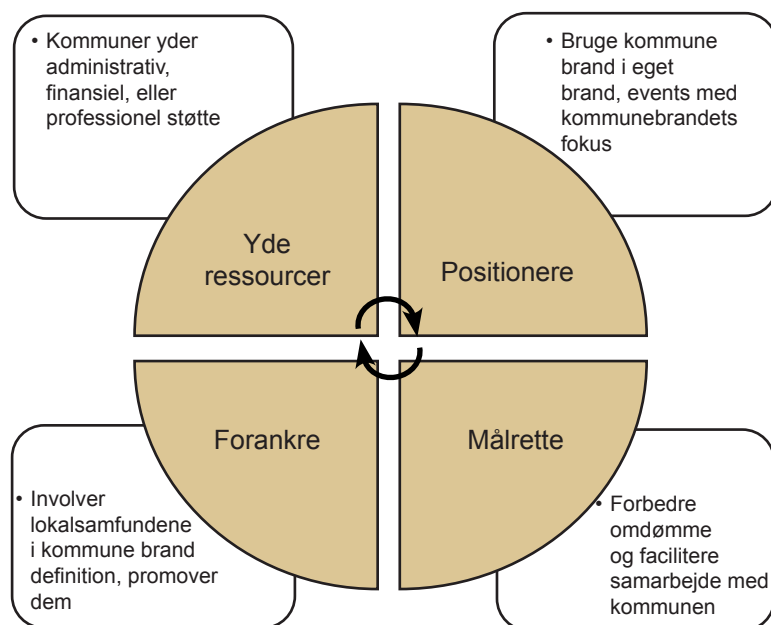 • Kommuner yder
administrativ,
finansiel, eller
professionel støtte
• Bruge kommune
brand i eget
brand, events med
kommunebrandets
fokus
Yde
ressourcer
Positionere
Forankre
Målrette
• Involver
lokalsamfundene
i kommune brand
definition, promover
dem
• Forbedre
omdømme
og facilitere
samarbejde med
kommunen